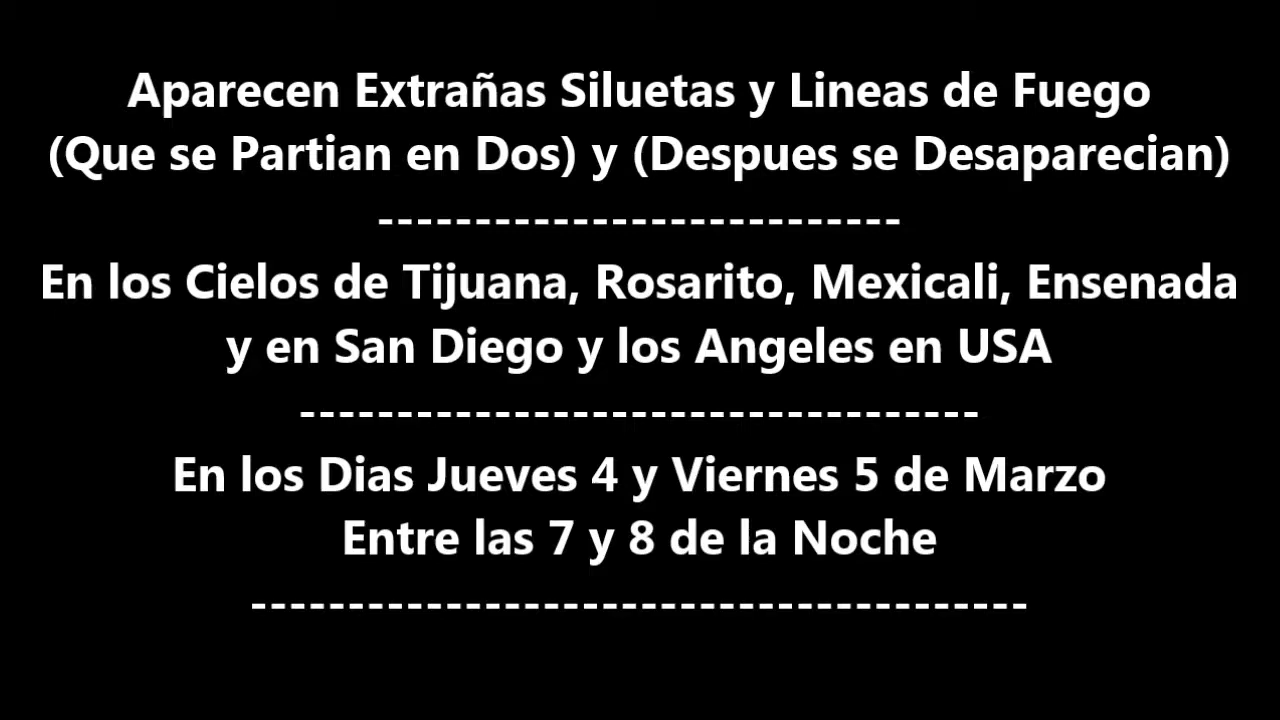 Aparecen Extrañas Siluetas y Lineas de Fuego
(Que se Partian en Dos) y (Despues se Desaparecian)
---------------------------
En los Cielos de Tijuana, Rosarito, Mexicali, Ensenada
y en San Diego y los Angeles en USA
-----------------------------------
En los Dias Jueves 4 y Viernes 5 de Marzo
Entre las 7 y 8 de la Noche
----------------------------------------